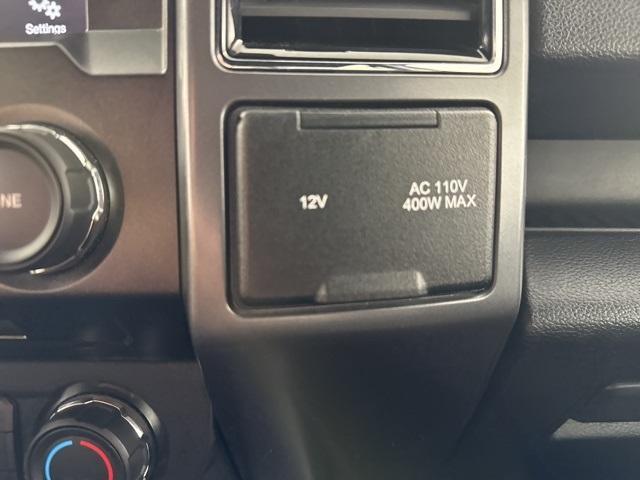 Settings
12V
AC 110V
400W MAX